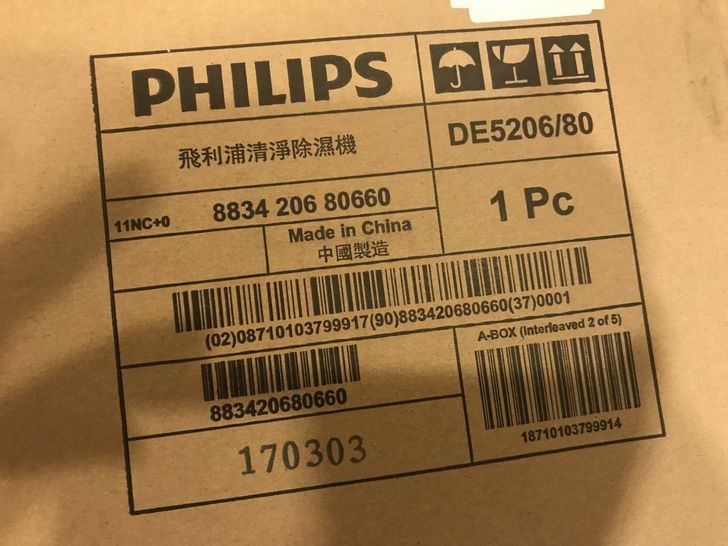 PHILIPS
飛利浦清淨除濕機
DE5206/80
11NC+0 8834 206 80660
1 Pc
Made in China
中國製造
(02)08710103799917(90)883420680660(37)0001
883420680660
A-BOX (Interleaved 2 of 5)
18710103799914
170303